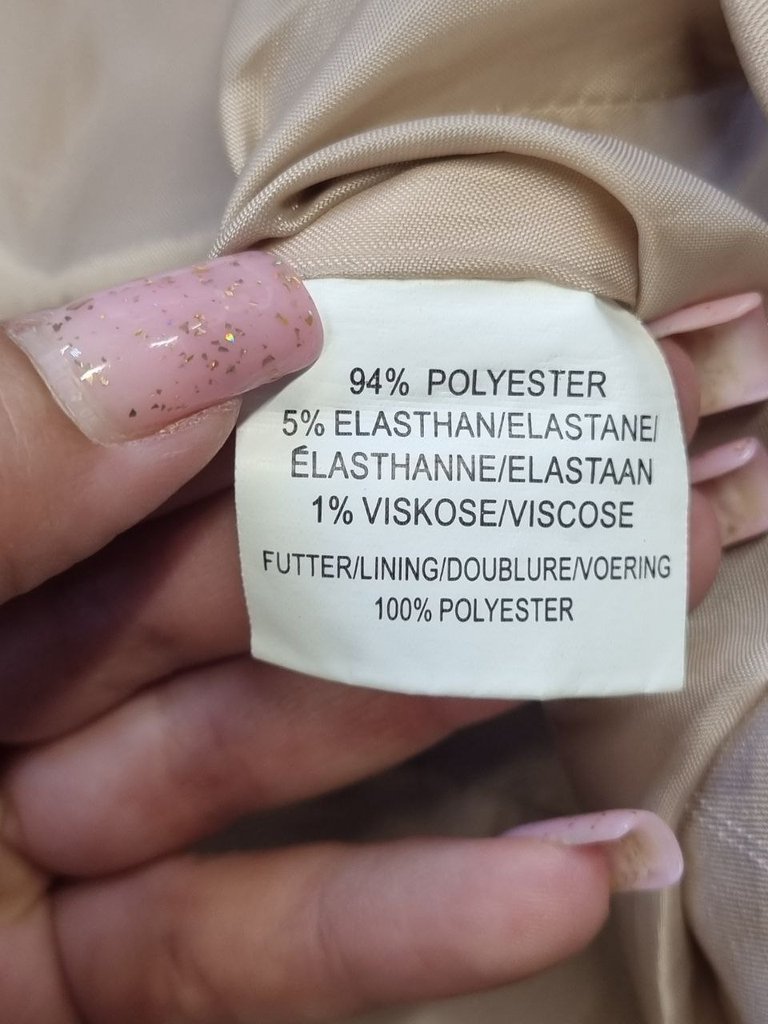 94% POLYESTER
5% ELASTHAN/ELASTANE/
ÉLASTHANNE/ELASTAAN
1% VISKOSE/VISCOSE
FUTTER/LINING/DOUBLURE/VOERING
100% POLYESTER